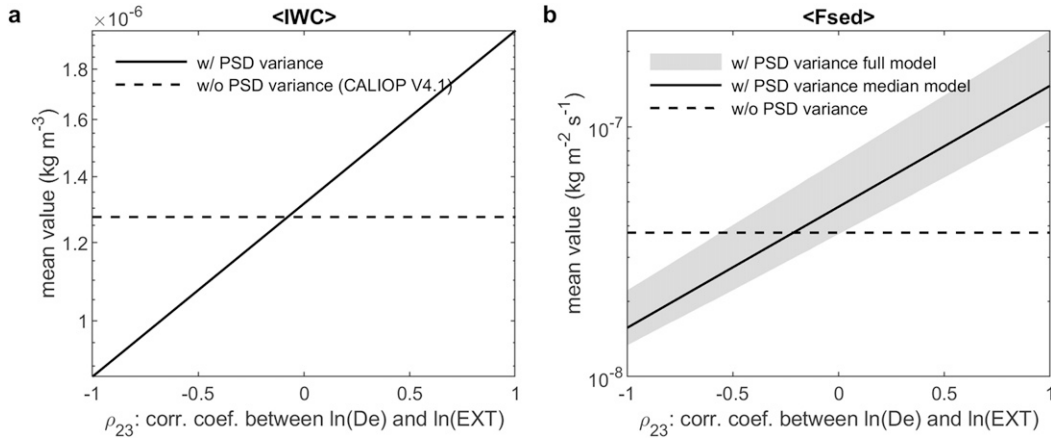 a
<IWC>
×10⁻⁶
1.8
1.6
1.4
1.2
1
mean value (kg m⁻³)
w/ PSD variance
w/o PSD variance (CALIOP V4.1)
-1 -0.5 0 0.5 1
ρ₂₃: corr. coef. between ln(De) and ln(EXT)
b
<Fsed>
10⁻⁷
10⁻⁸
mean value (kg m⁻² s⁻¹)
w/ PSD variance full model
w/ PSD variance median model
w/o PSD variance
-1 -0.5 0 0.5 1
ρ₂₃: corr. coef. between ln(De) and ln(EXT)